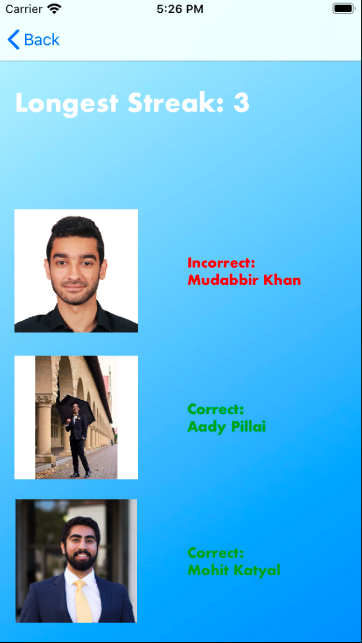 Carrier 5:26 PM
Back
Longest Streak: 3
Incorrect:
Mudabbir Khan
Correct:
Aady Pillai
Correct:
Mohit Katyal